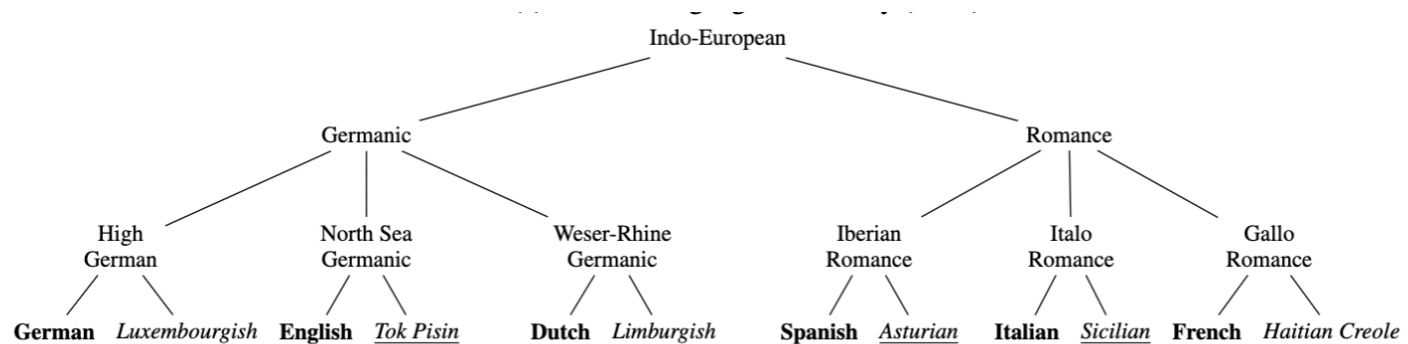 Indo-European
Germanic Romance
High North Sea Weser-Rhine Iberian Italo Gallo
German Germanic Germanic Romance Romance Romance
German Luxembourgish English Tok Pisin Dutch Limburgish Spanish Asturian Italian Sicilian French Haitian Creole